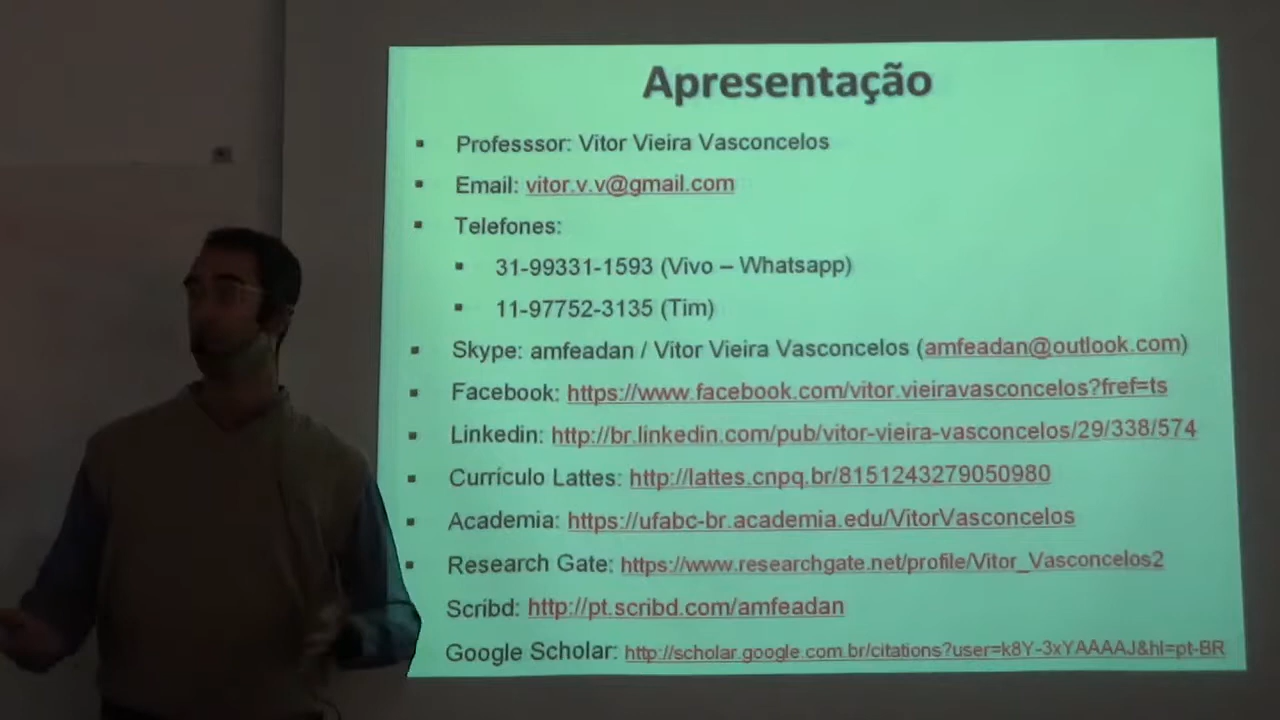 Apresentação
Professsor: Vitor Vieira Vasconcelos
Email: vitor.v.v@gmail.com
Telefones:
31-99331-1593 (Vivo – Whatsapp)
11-97752-3135 (Tim)
Skype: amfeadan / Vitor Vieira Vasconcelos (amfeadan@outlook.com)
Facebook: https://www.facebook.com/vitor.vieiravasconcelos?fref=ts
Linkedin: http://br.linkedin.com/pub/vitor-vieira-vasconcelos/29/338/574
Currículo Lattes: http://lattes.cnpq.br/8151243279050980
Academia: https://ufabc-br.academia.edu/VitorVasconcelos
Research Gate: https://www.researchgate.net/profile/Vitor_Vasconcelos2
Scribd: http://pt.scribd.com/amfeadan
Google Scholar: http://scholar.google.com.br/citations?user=k8Y-3xYAAAAJ&hl=pt-BR